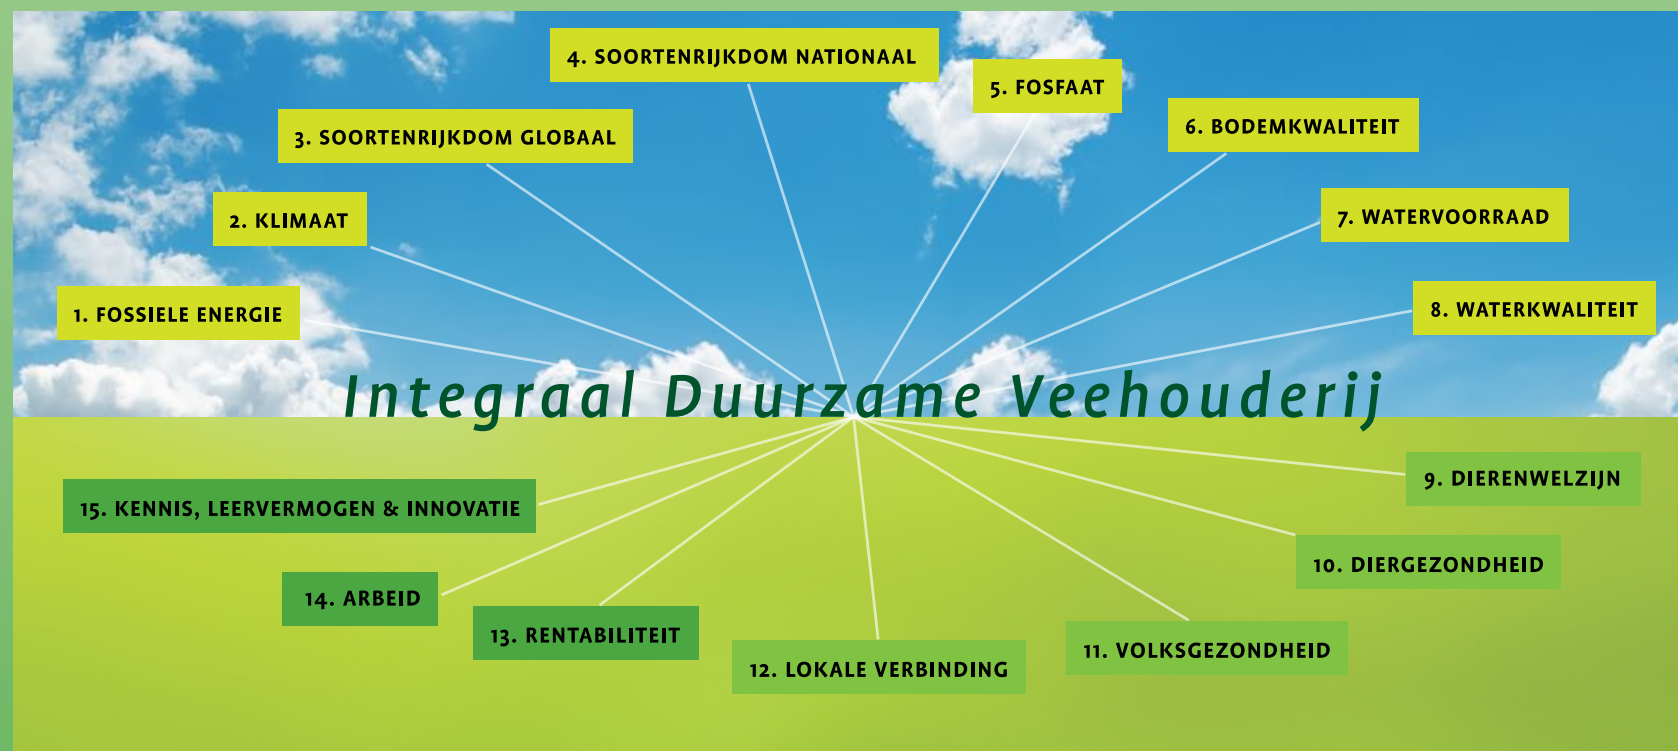 4. SOORTENRIJKDOM NATIONAAL
5. FOSFAAT
3. SOORTENRIJKDOM GLOBAAL
6. BODEMKWALITEIT
2. KLIMAAT
7. WATERVOORRAAD
1. FOSSIELE ENERGIE
8. WATERKWALITEIT
Integraal Duurzame Veehouderij
9. DIERENWELZIJN
15. KENNIS, LEERVERMOGEN & INNOVATIE
10. DIERGEZONDHEID
14. ARBEID
13. RENTABILITEIT
11. VOLKSGEZONDHEID
12. LOKALE VERBINDING